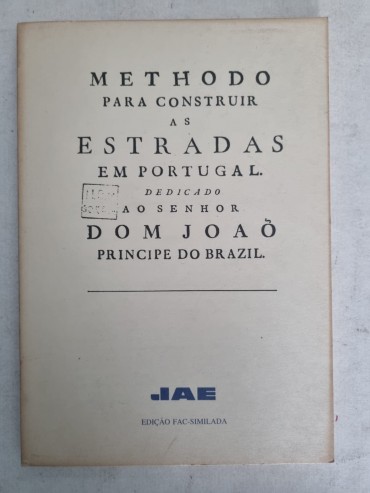 METHODO
PARA CONSTRUIR
AS
ESTRADAS
EM PORTUGAL.
DEDICADO
AO SENHOR
DOM JOAÕ
PRINCIPE DO BRAZIL.
JAE
EDIÇÃO FAC-SIMILADA